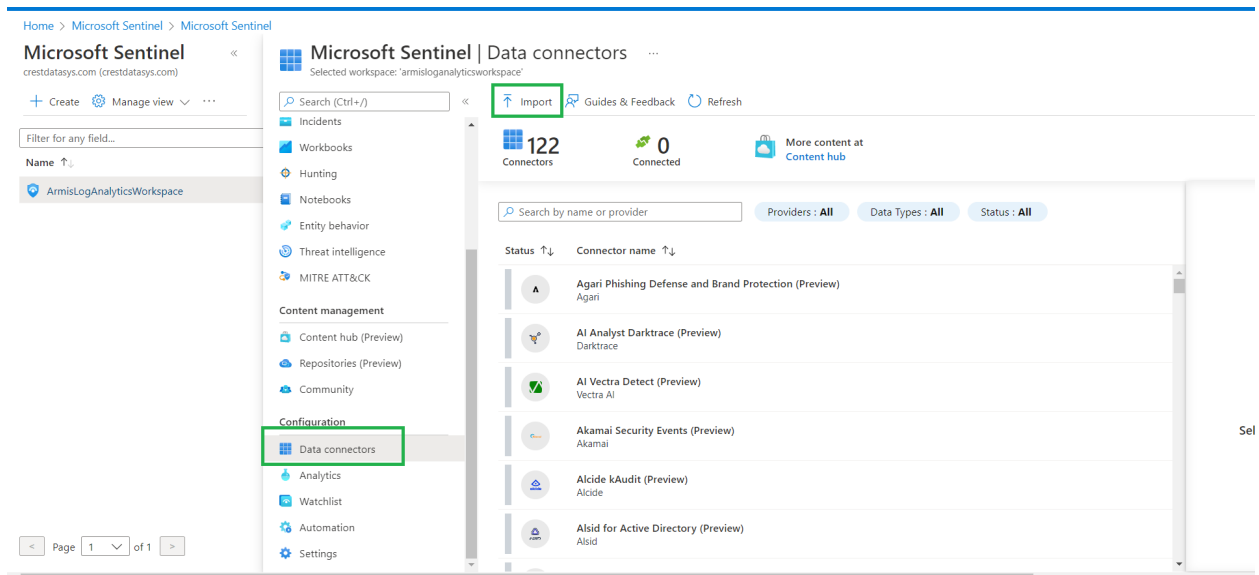 Home > Microsoft Sentinel > Microsoft Sentinel
Microsoft Sentinel «
crestdatasys.com (crestdatasys.com)
+ Create Manage view ···
Filter for any field...
Name ↑↓
ArmisLogAnalyticsWorkspace
< Page 1 of 1 >
Microsoft Sentinel | Data connectors ···
Selected workspace: 'armisloganalyticsworkspace'
Search (Ctrl+/) «
Incidents
Workbooks
Hunting
Notebooks
Entity behavior
Threat intelligence
MITRE ATT&CK
Content management
Content hub (Preview)
Repositories (Preview)
Community
Configuration
Data connectors
Analytics
Watchlist
Automation
Settings
Import Guides & Feedback Refresh
122
Connectors
0
Connected
More content at
Content hub
Search by name or provider Providers : All Data Types : All Status : All
Status ↑↓ Connector name ↑↓
Agari Phishing Defense and Brand Protection (Preview)
Agari
AI Analyst Darktrace (Preview)
Darktrace
AI Vectra Detect (Preview)
Vectra AI
Akamai Security Events (Preview)
Akamai
Alcide kAudit (Preview)
Alcide
Alsid for Active Directory (Preview)
Alsid
Sel